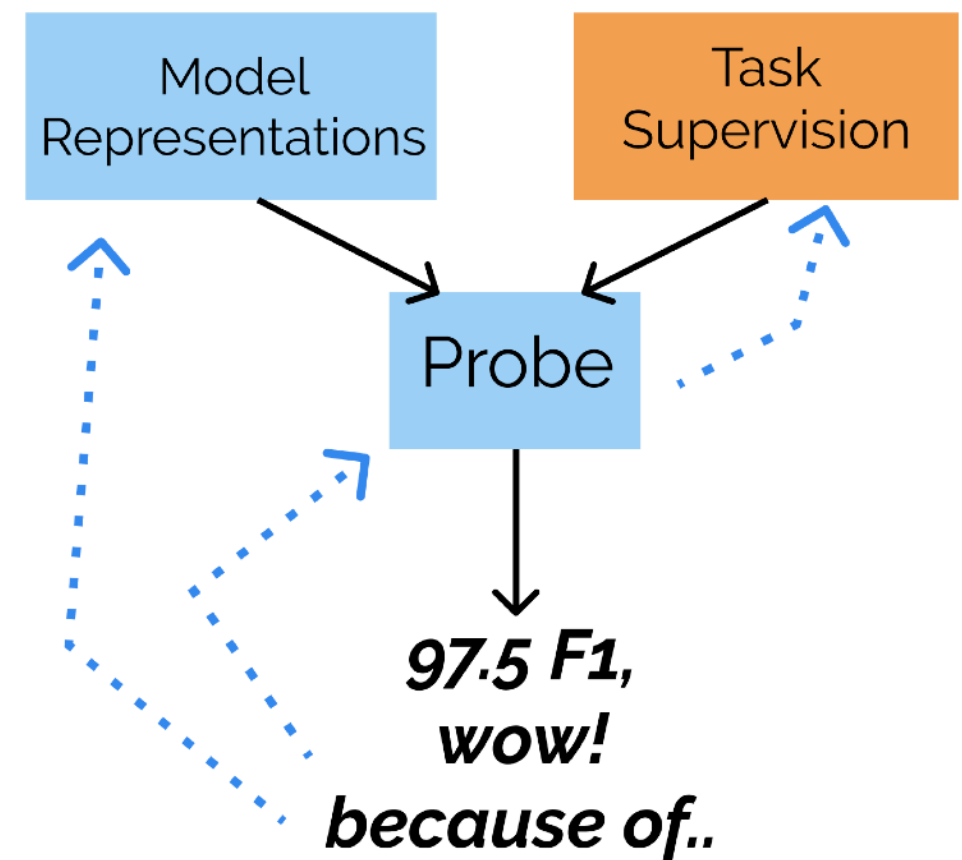 Model
Representations
Task
Supervision
Probe
97.5 F1,
wow!
because of..